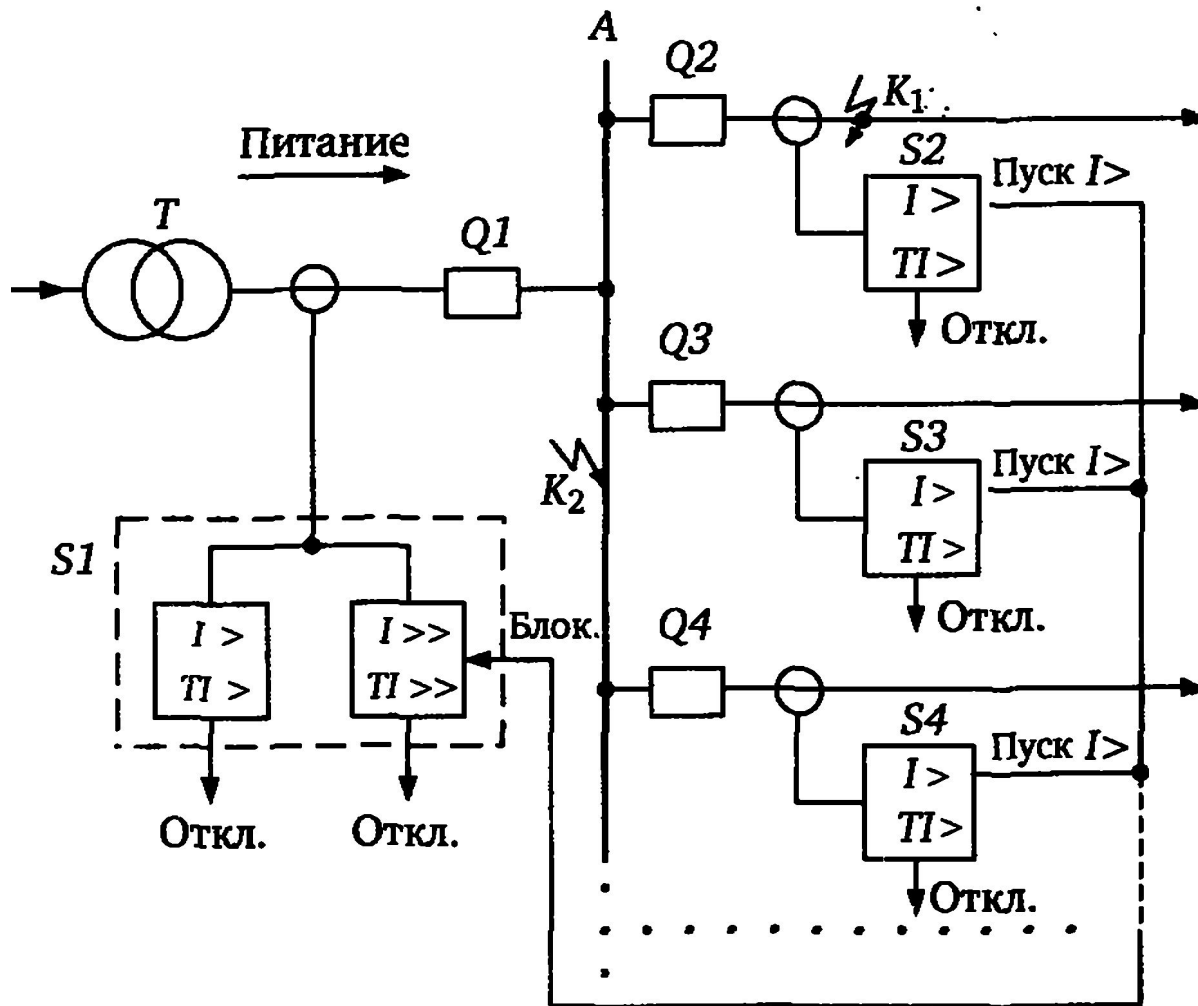 A
Q2
K₁
Питание
S2
Пуск I>
T
Q1
I >
TI >
Откл.
Q3
S3
Пуск I>
K₂
I >
TI >
S1
Откл.
I >
TI >
I >>
TI >>
Блок.
Q4
S4
Пуск I>
I >
TI >
Откл.
Откл.
Откл.